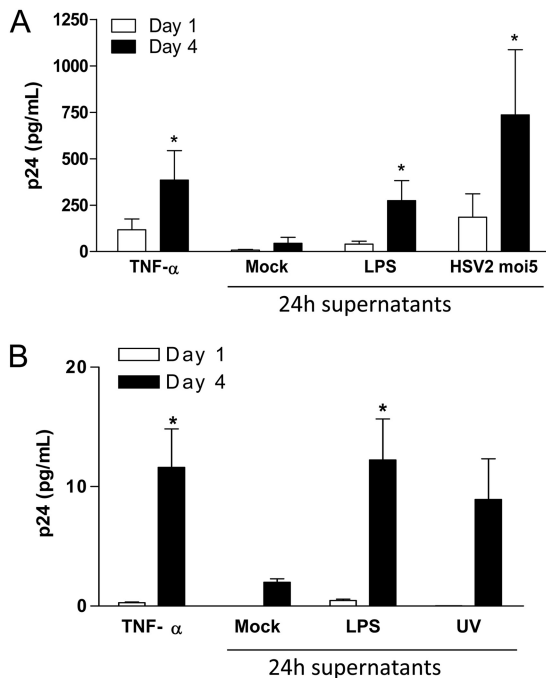 A
Day 1
Day 4
p24 (pg/mL)
1250
1000
750
500
250
0
*
*
*
TNF-α Mock LPS HSV2 moi5
24h supernatants
B
Day 1
Day 4
p24 (pg/mL)
20
10
0
*
*
TNF- α Mock LPS UV
24h supernatants